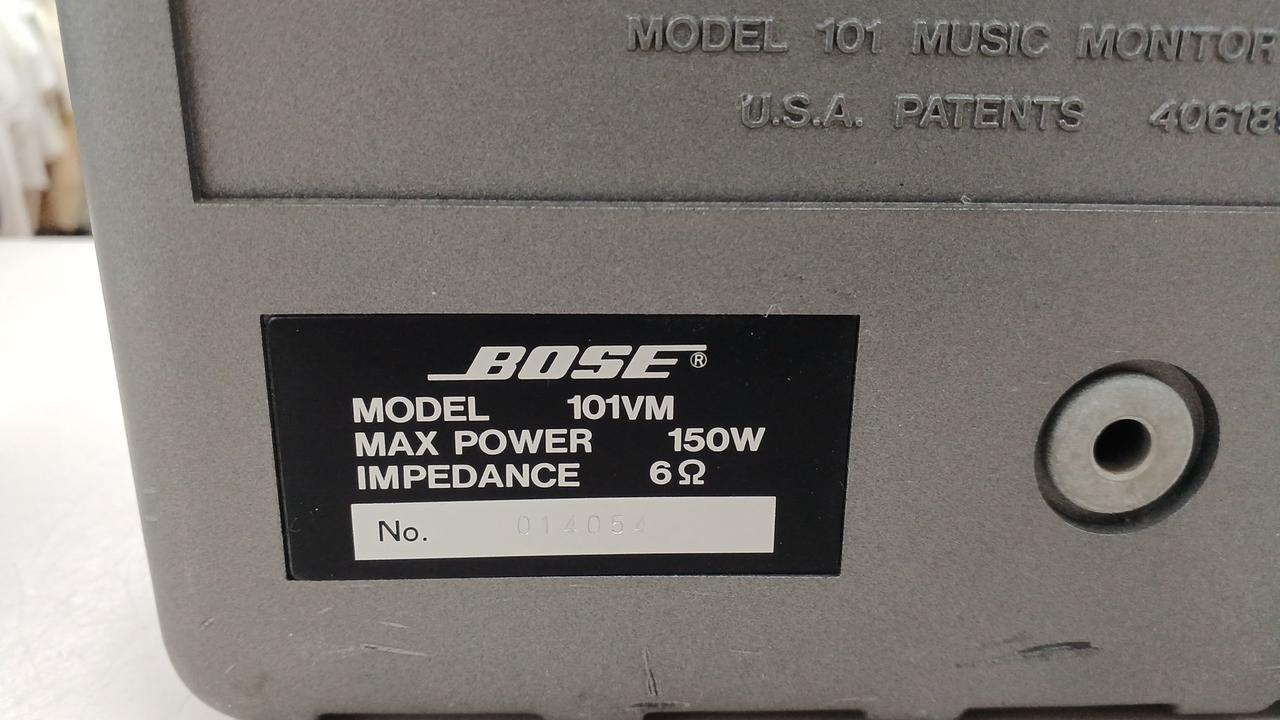 MODEL 101 MUSIC MONITOR
U.S.A. PATENTS
BOSE®
MODEL 101VM
MAX POWER 150W
IMPEDANCE 6Ω
No. 014054